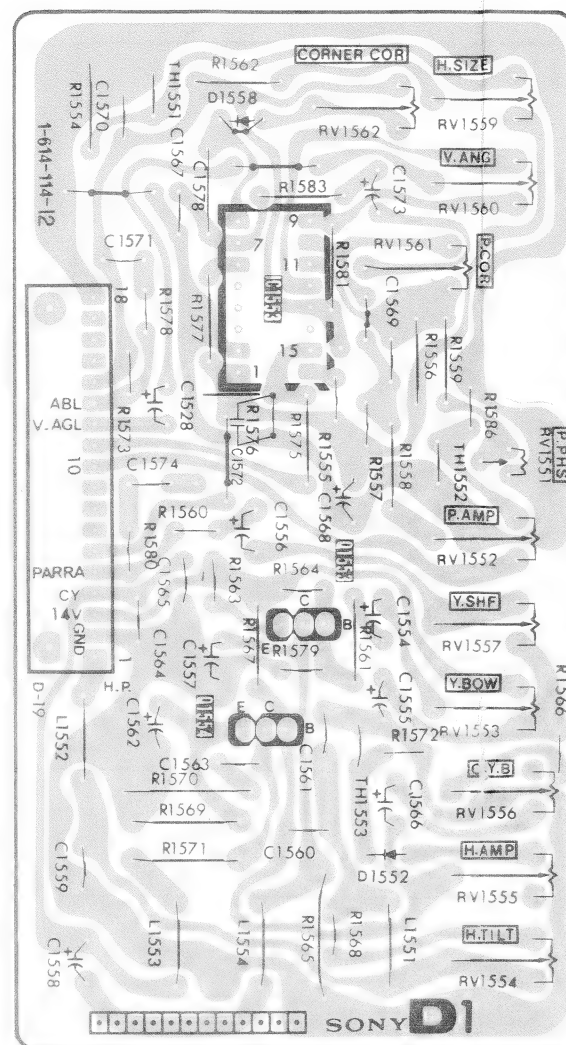 CORNER COR
H.SIZE
R1562
D1558
TH1551
C1570
R1554
RV1562
RV1559
1-614-114-12
C1567
C1578
V.ANG
R1583
C1573
RV1560
9
7
11
15
1
R1581
RV1561
P.COR
C1571
18
R1578
R1577
C1569
R1556
R1559
ABL
V.AGL
10
R1573
C1528
R1576
C1572
R1575
R1555
C1568
R1557
R1558
TH1552
R1586
P.PHS
RV1551
C1574
R1560
C1556
P.AMP
RV1552
R1580
PARRA
CY
14V
GND
C1565
R1563
R1564
C
B
E
R1567
R1579
R1561
C1554
Y.SHF
RV1557
1
H.P.
D-19
C1564
C1557
C1562
E
C
B
C1555
Y.BOW
RV1553
R1566
L1552
C1563
R1570
C1561
R1572
TH1553
C1566
C.Y.B
RV1556
R1569
R1571
C1560
D1552
H.AMP
RV1555
C1559
L1553
L1554
R1565
R1568
L1551
H.TILT
RV1554
C1558
SONY D1